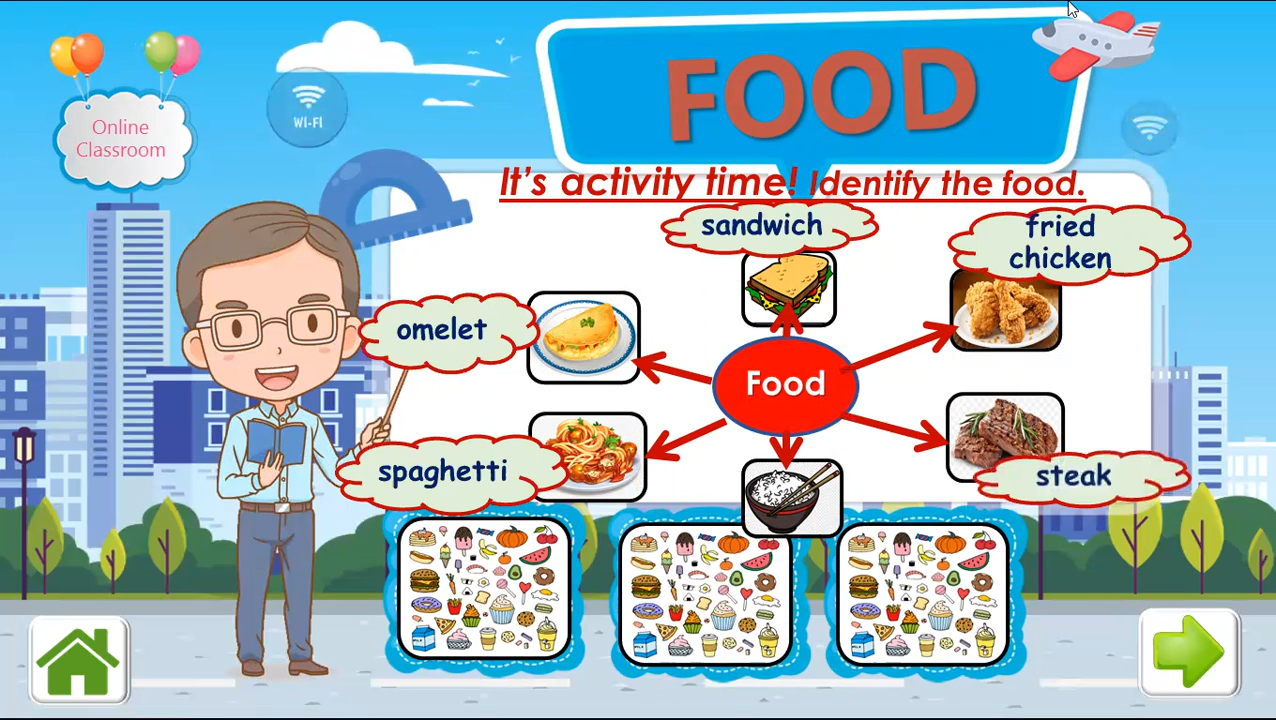 FOOD
Online
Classroom
WI-FI
It's activity time! Identify the food.
sandwich
fried
chicken
omelet
Food
spaghetti
steak